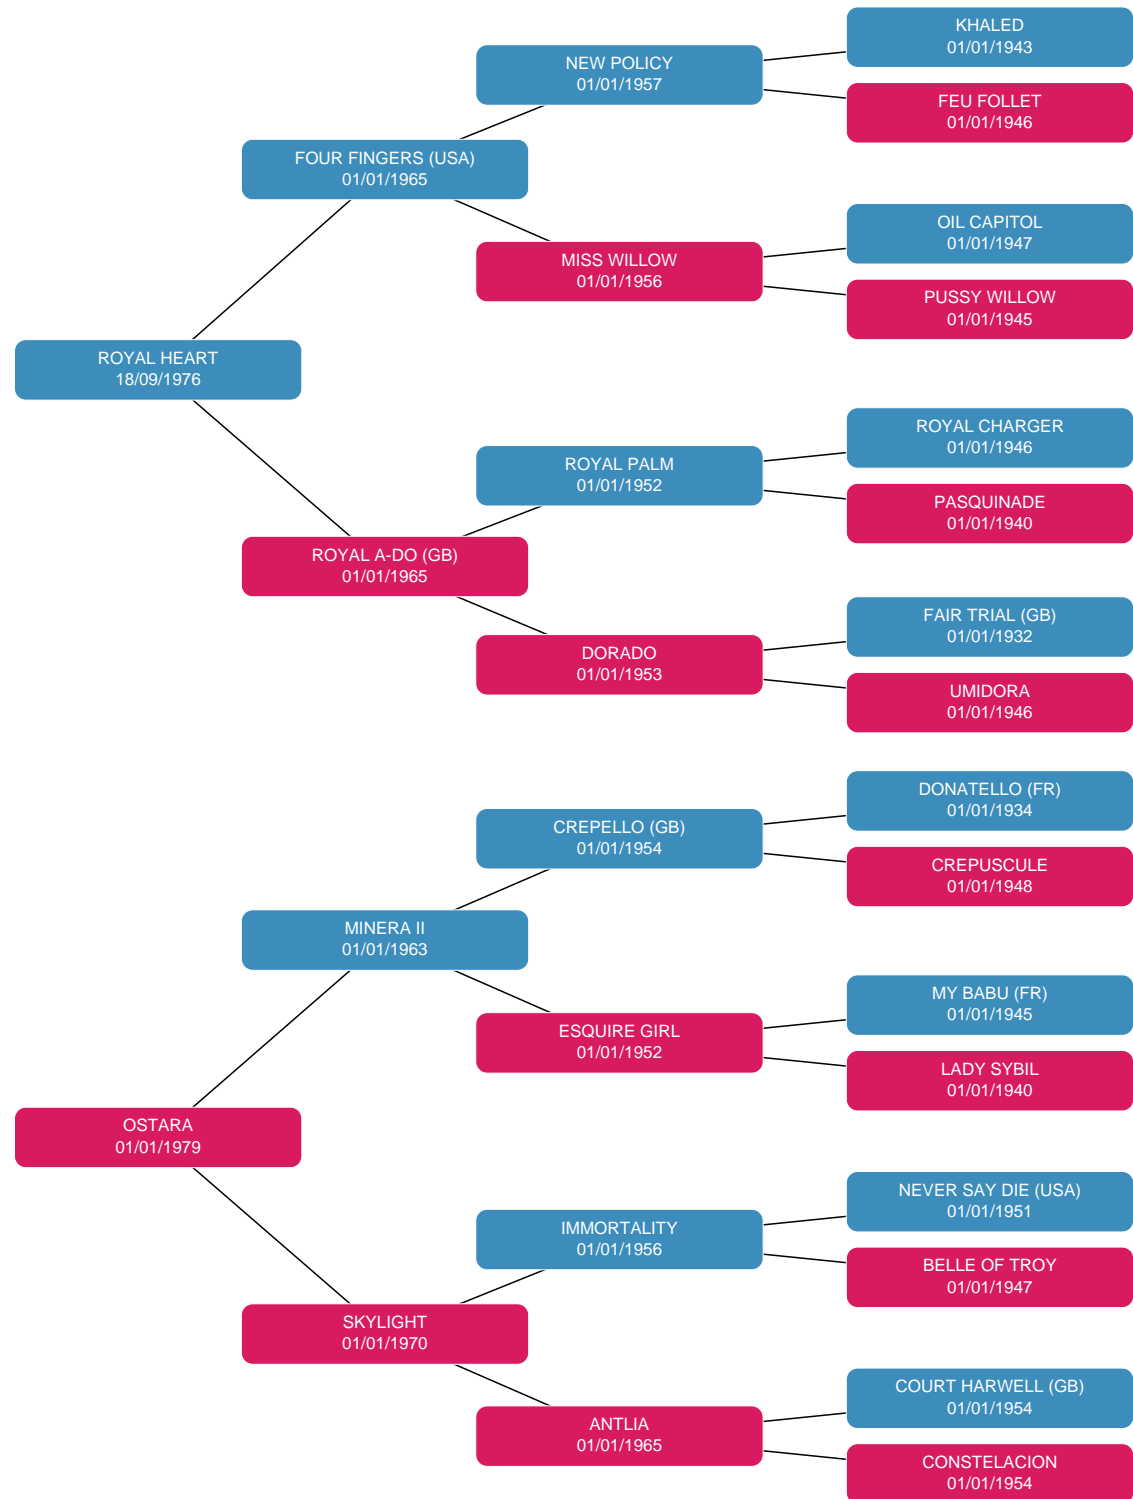 KHALED
01/01/1943
NEW POLICY
01/01/1957
FEU FOLLET
01/01/1946
FOUR FINGERS (USA)
01/01/1965
OIL CAPITOL
01/01/1947
MISS WILLOW
01/01/1956
PUSSY WILLOW
01/01/1945
ROYAL HEART
18/09/1976
ROYAL CHARGER
01/01/1946
ROYAL PALM
01/01/1952
PASQUINADE
01/01/1940
ROYAL A-DO (GB)
01/01/1965
FAIR TRIAL (GB)
01/01/1932
DORADO
01/01/1953
UMIDORA
01/01/1946
DONATELLO (FR)
01/01/1934
CREPELLO (GB)
01/01/1954
CREPUSCULE
01/01/1948
MINERA II
01/01/1963
MY BABU (FR)
01/01/1945
ESQUIRE GIRL
01/01/1952
LADY SYBIL
01/01/1940
OSTARA
01/01/1979
NEVER SAY DIE (USA)
01/01/1951
IMMORTALITY
01/01/1956
BELLE OF TROY
01/01/1947
SKYLIGHT
01/01/1970
COURT HARWELL (GB)
01/01/1954
ANTLIA
01/01/1965
CONSTELACION
01/01/1954